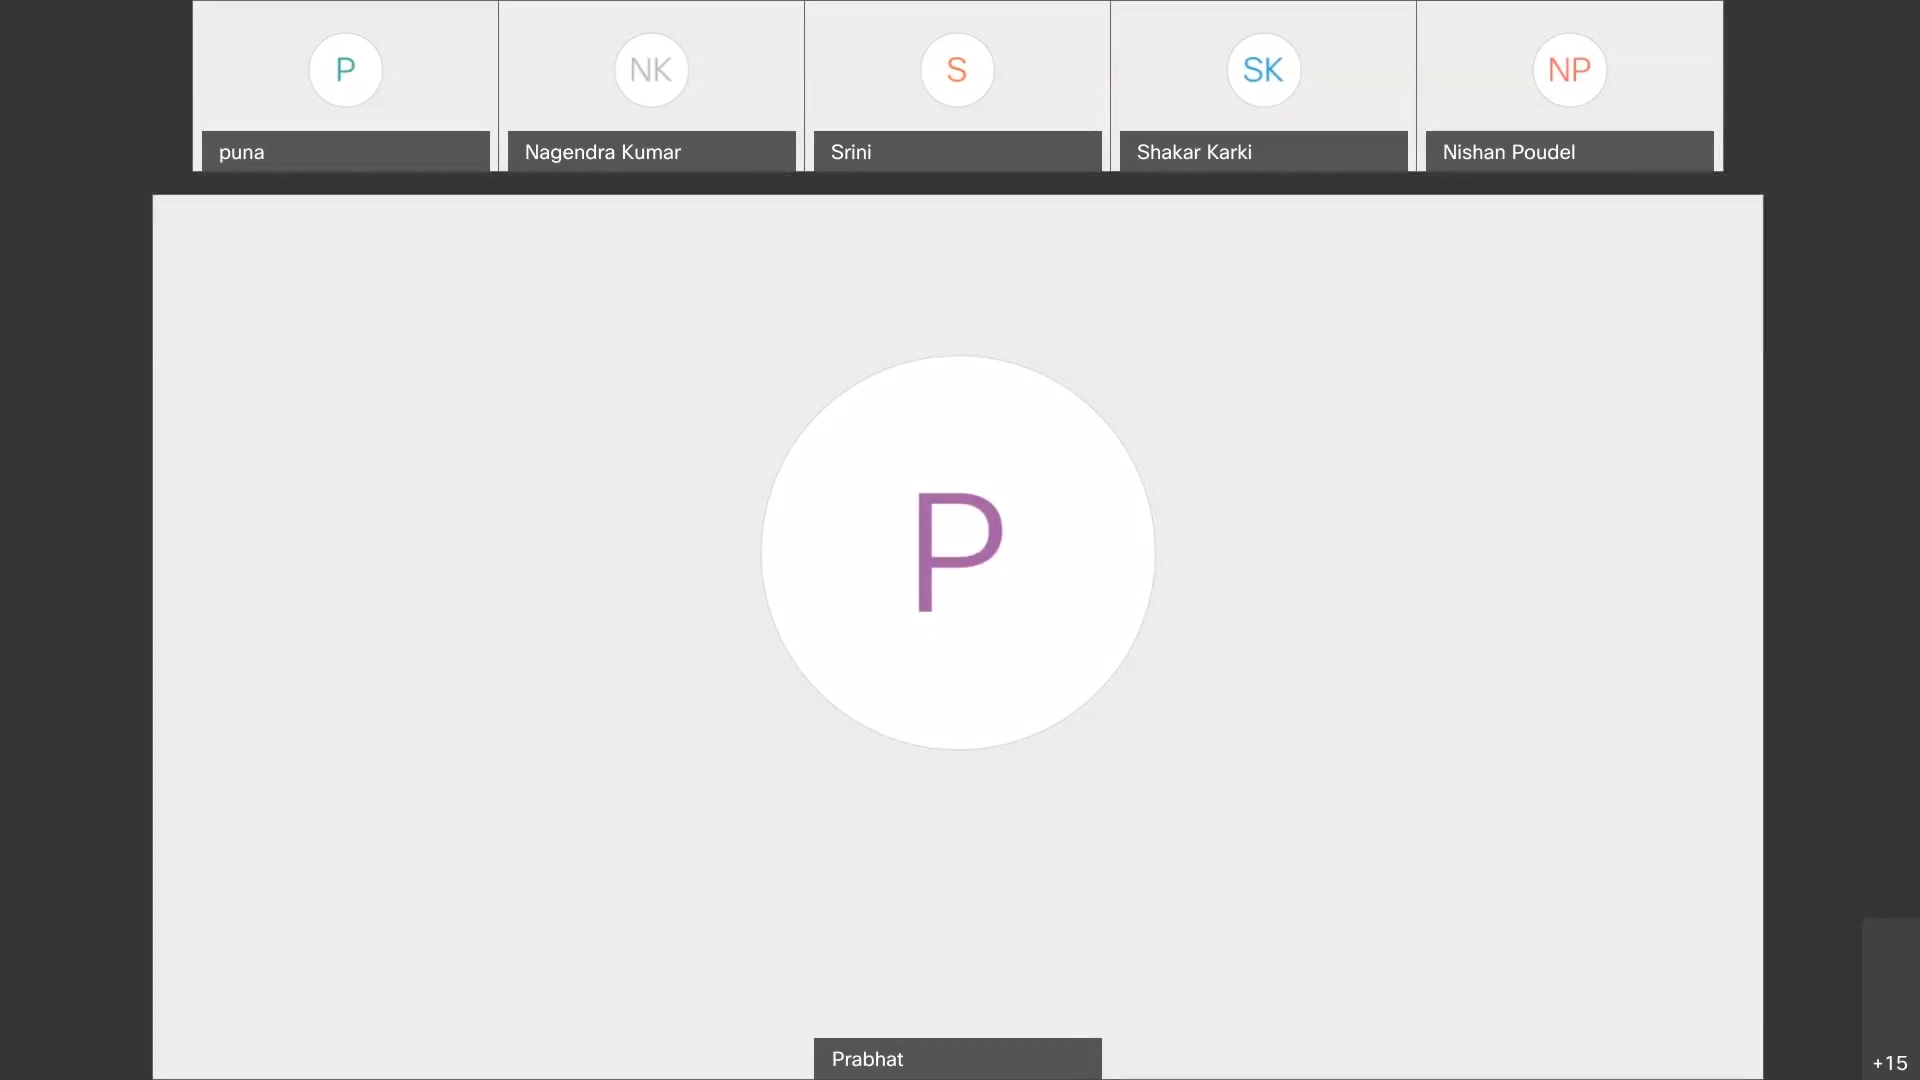 P
NK
S
SK
NP
puna
Nagendra Kumar
Srini
Shakar Karki
Nishan Poudel
P
Prabhat
+15